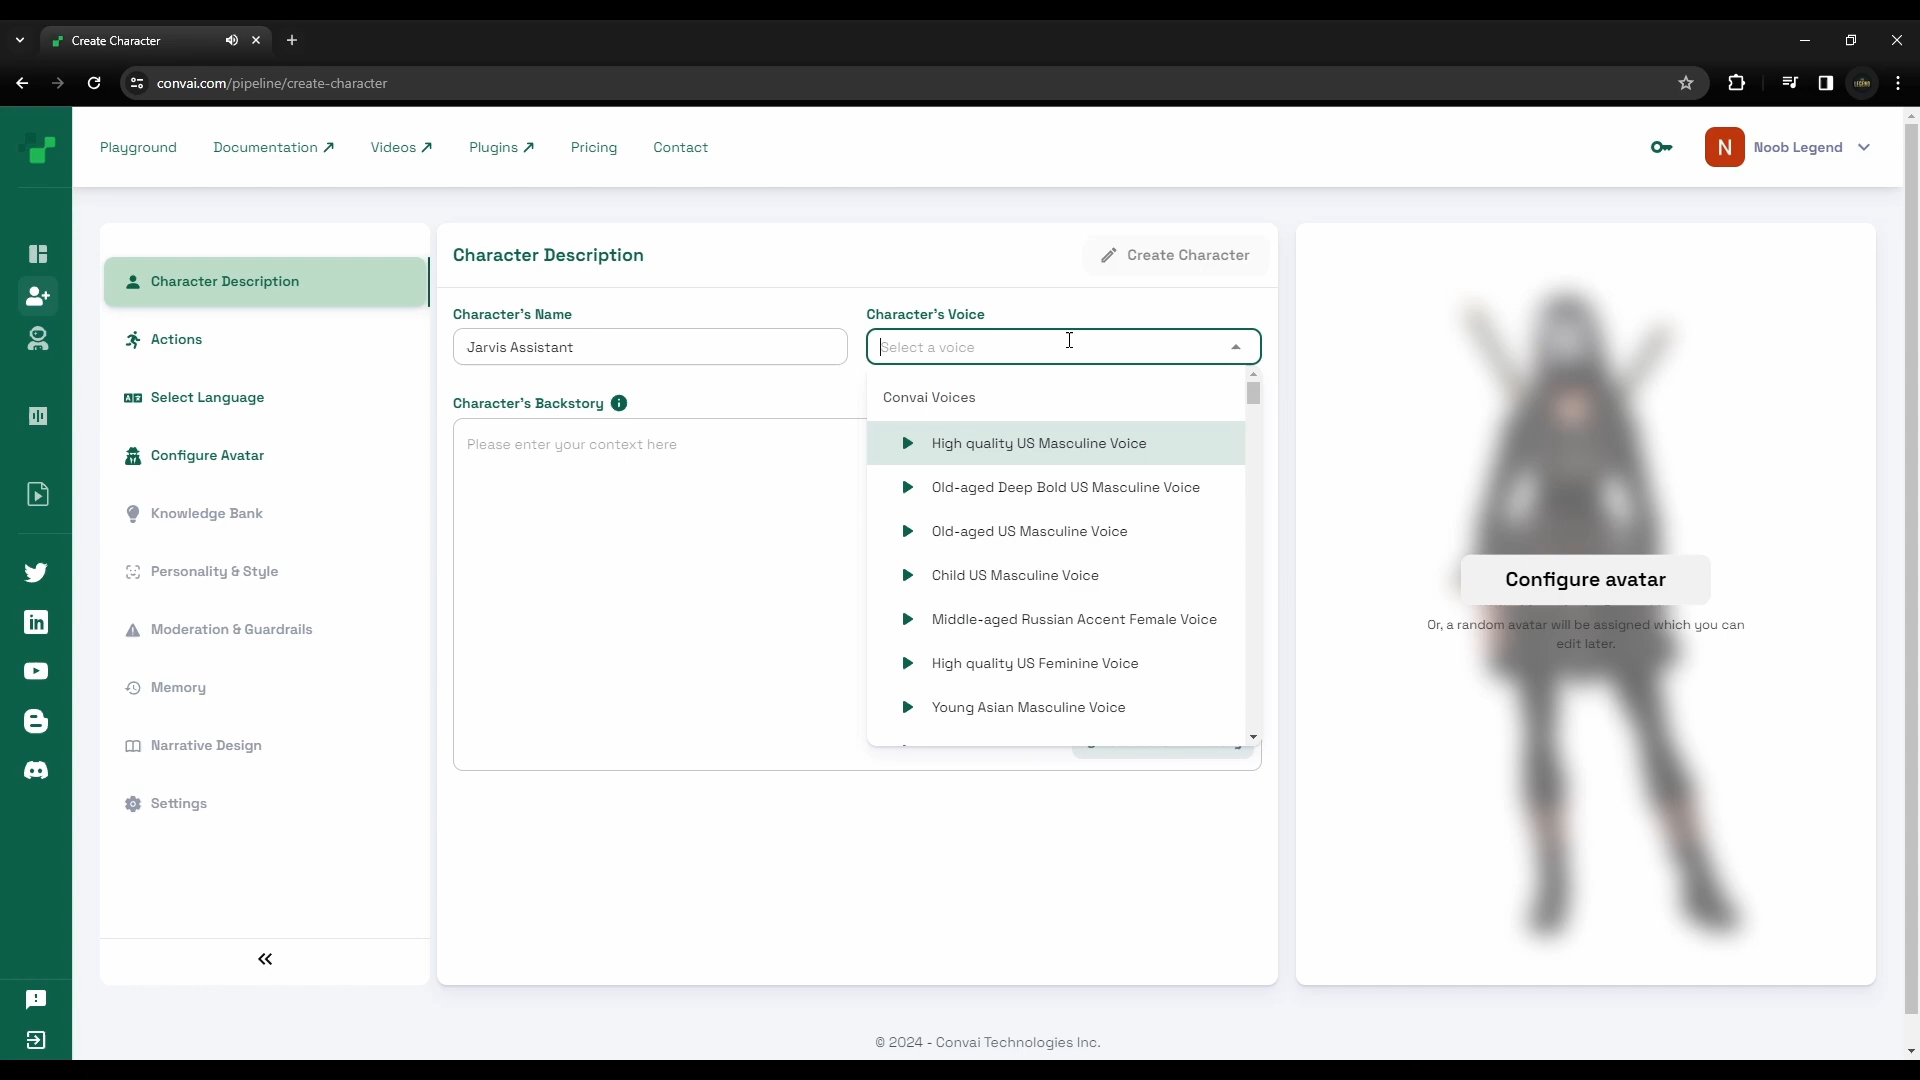 Create Character
convai.com/pipeline/create-character
Playground
Documentation
Videos
Plugins
Pricing
Contact
N
Noob Legend
Character Description
Actions
Select Language
Configure Avatar
Knowledge Bank
Personality & Style
Moderation & Guardrails
Memory
Narrative Design
Settings
Character Description
Create Character
Character's Name
Jarvis Assistant
Character's Voice
Select a voice
Convai Voices
High quality US Masculine Voice
Old-aged Deep Bold US Masculine Voice
Old-aged US Masculine Voice
Child US Masculine Voice
Middle-aged Russian Accent Female Voice
High quality US Feminine Voice
Young Asian Masculine Voice
Character's Backstory
Please enter your context here
Configure avatar
Or, a random avatar will be assigned which you can
edit later.
© 2024 - Convai Technologies Inc.